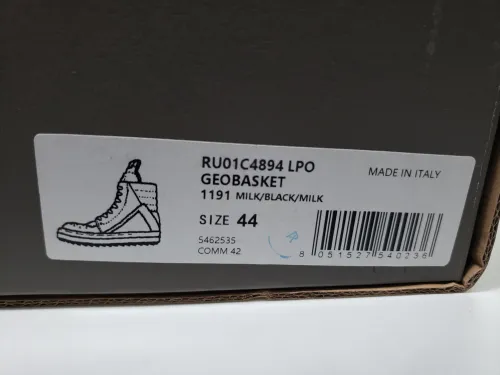 RU01C4894 LPO
GEOBASKET
1191 MILK/BLACK/MILK
MADE IN ITALY
SIZE 44
5462535
COMM 42
8 051527 540236